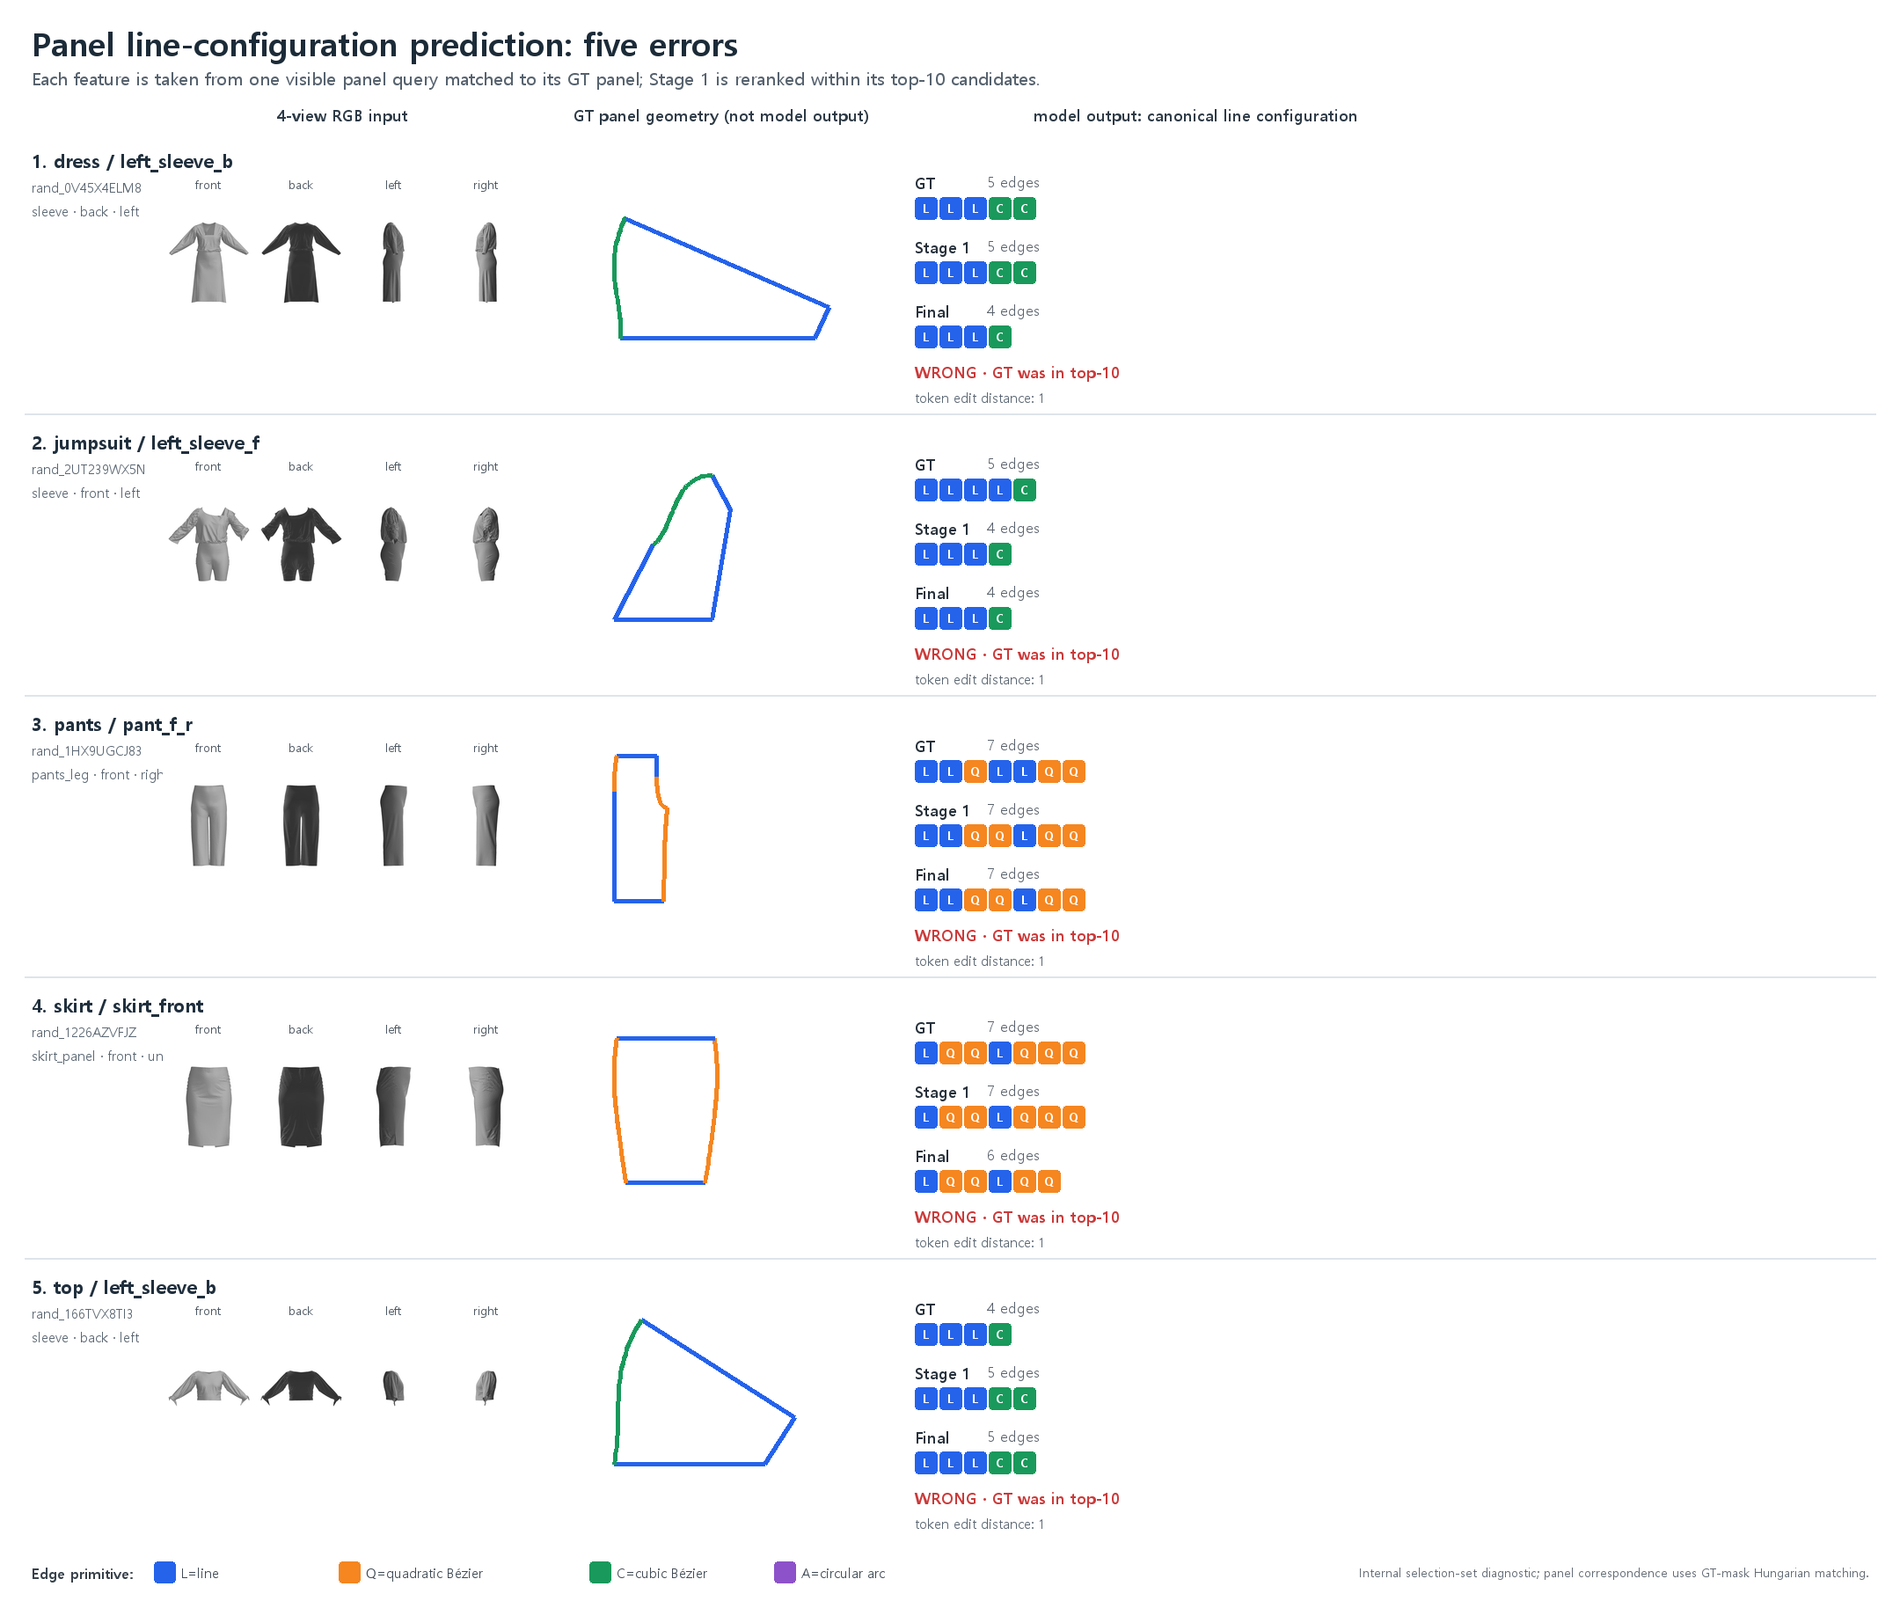 Panel line-configuration prediction: five errors
Each feature is taken from one visible panel query matched to its GT panel; Stage 1 is reranked within its top-10 candidates.
4-view RGB input GT panel geometry (not model output) model output: canonical line configuration
1. dress / left_sleeve_b
rand_0V45X4ELM8 front back left right
sleeve · back · left
GT 5 edges
L L L C C
Stage 1 5 edges
L L L C C
Final 4 edges
L L L C
WRONG · GT was in top-10
token edit distance: 1
2. jumpsuit / left_sleeve_f
rand_2UT239WX5N front back left right
sleeve · front · left
GT 5 edges
L L L L C
Stage 1 4 edges
L L L C
Final 4 edges
L L L C
WRONG · GT was in top-10
token edit distance: 1
3. pants / pant_f_r
rand_1HX9UGCJ83 front back left right
pants_leg · front · righ
GT 7 edges
L L Q L L Q Q
Stage 1 7 edges
L L Q Q L Q Q
Final 7 edges
L L Q Q L Q Q
WRONG · GT was in top-10
token edit distance: 1
4. skirt / skirt_front
rand_1226AZVFJZ front back left right
skirt_panel · front · un
GT 7 edges
L Q Q L Q Q Q
Stage 1 7 edges
L Q Q L Q Q Q
Final 6 edges
L Q Q L Q Q
WRONG · GT was in top-10
token edit distance: 1
5. top / left_sleeve_b
rand_166TVX8TI3 front back left right
sleeve · back · left
GT 4 edges
L L L C
Stage 1 5 edges
L L L C C
Final 5 edges
L L L C C
WRONG · GT was in top-10
token edit distance: 1
Edge primitive: L=line Q=quadratic Bézier C=cubic Bézier A=circular arc
Internal selection-set diagnostic; panel correspondence uses GT-mask Hungarian matching.